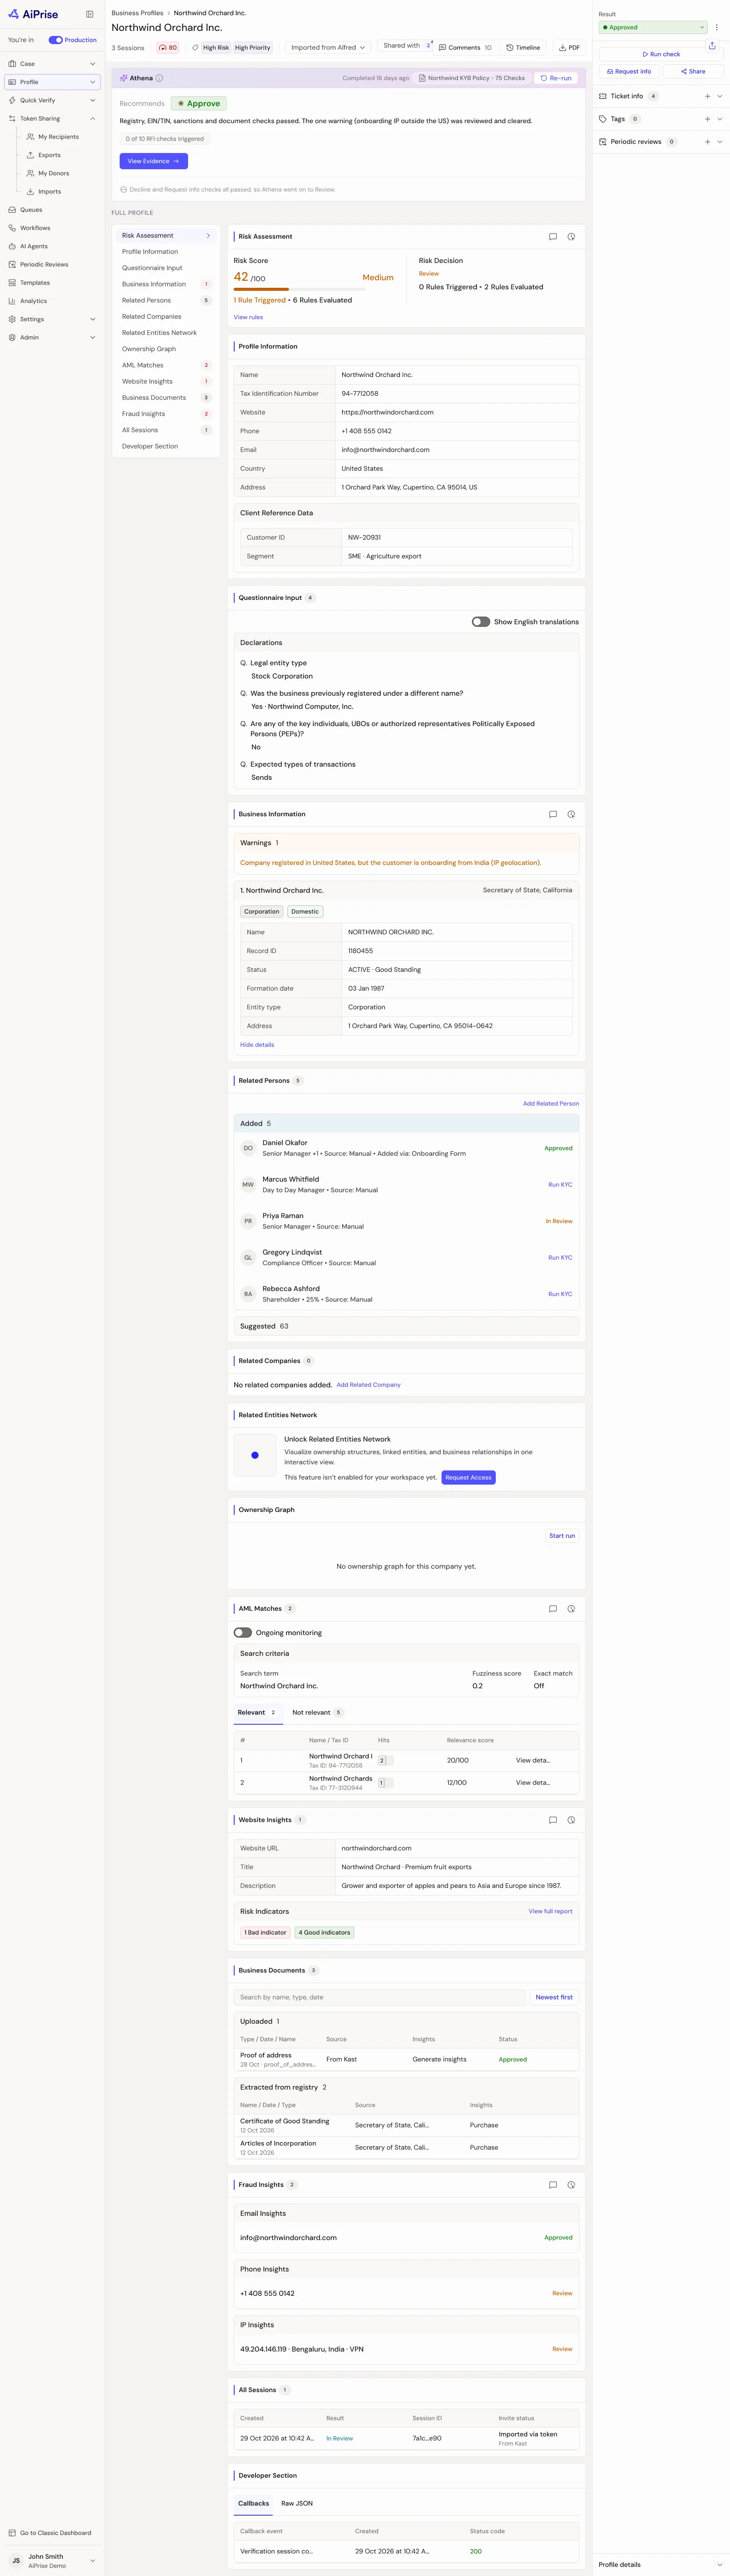 AiPrise
You're in
Production
Case
Profile
Quick Verify
Token Sharing
My Recipients
Exports
My Donors
Imports
Queues
Workflows
AI Agents
Periodic Reviews
Templates
Analytics
Settings
Admin
Go to Classic Dashboard
JS
John Smith
AiPrise Demo
Business Profiles > Northwind Orchard Inc.
Northwind Orchard Inc.
3 Sessions
80
High Risk
High Priority
Imported from Alfred
Shared with 2
Comments 10
Timeline
PDF
Athena
Completed 16 days ago
Northwind KYB Policy · 75 Checks
Re-run
Recommends
Approve
Registry, EIN/TIN, sanctions and document checks passed. The one warning (onboarding IP outside the US) was reviewed and cleared.
0 of 10 RFI checks triggered
View Evidence →
Decline and Request info checks all passed, so Athena went on to Review.
FULL PROFILE
Risk Assessment
Profile Information
Questionnaire Input
Business Information 1
Related Persons 5
Related Companies
Related Entities Network
Ownership Graph
AML Matches 2
Website Insights 1
Business Documents 3
Fraud Insights 2
All Sessions 1
Developer Section
Risk Assessment
Risk Score
42 /100
Medium
1 Rule Triggered • 6 Rules Evaluated
View rules
Risk Decision
Review
0 Rules Triggered • 2 Rules Evaluated
Profile Information
Name Northwind Orchard Inc.
Tax Identification Number 94-7712058
Website https://northwindorchard.com
Phone +1 408 555 0142
Email info@northwindorchard.com
Country United States
Address 1 Orchard Park Way, Cupertino, CA 95014, US
Client Reference Data
Customer ID NW-20931
Segment SME · Agriculture export
Questionnaire Input 4
Show English translations
Declarations
Q. Legal entity type
Stock Corporation
Q. Was the business previously registered under a different name?
Yes · Northwind Computer, Inc.
Q. Are any of the key individuals, UBOs or authorized representatives Politically Exposed
Persons (PEPs)?
No
Q. Expected types of transactions
Sends
Business Information
Warnings 1
Company registered in United States, but the customer is onboarding from India (IP geolocation).
1. Northwind Orchard Inc.
Secretary of State, California
Corporation
Domestic
Name NORTHWIND ORCHARD INC.
Record ID 1180455
Status ACTIVE · Good Standing
Formation date 03 Jan 1987
Entity type Corporation
Address 1 Orchard Park Way, Cupertino, CA 95014-0642
Hide details
Related Persons 5
Add Related Person
Added 5
DO
Daniel Okafor
Senior Manager +1 • Source: Manual • Added via: Onboarding Form
Approved
MW
Marcus Whitfield
Day to Day Manager • Source: Manual
Run KYC
PR
Priya Raman
Senior Manager • Source: Manual
In Review
GL
Gregory Lindqvist
Compliance Officer • Source: Manual
Run KYC
RA
Rebecca Ashford
Shareholder • 25% • Source: Manual
Run KYC
Suggested 63
Related Companies 0
No related companies added. Add Related Company
Related Entities Network
Unlock Related Entities Network
Visualize ownership structures, linked entities, and business relationships in one
interactive view.
This feature isn't enabled for your workspace yet. Request Access
Ownership Graph
Start run
No ownership graph for this company yet.
AML Matches 2
Ongoing monitoring
Search criteria
Search term Fuzziness score Exact match
Northwind Orchard Inc. 0.2 Off
Relevant 2 Not relevant 5
# Name / Tax ID Hits Relevance score
1 Northwind Orchard I 2 20/100 View deta...
Tax ID: 94-7712058
2 Northwind Orchards 1 12/100 View deta...
Tax ID: 77-3120944
Website Insights 1
Website URL northwindorchard.com
Title Northwind Orchard · Premium fruit exports
Description Grower and exporter of apples and pears to Asia and Europe since 1987.
Risk Indicators
View full report
1 Bad indicator
4 Good indicators
Business Documents 3
Search by name, type, date
Newest first
Uploaded 1
Type / Date / Name Source Insights Status
Proof of address From Kast Generate insights Approved
28 Oct · proof_of_addres...
Extracted from registry 2
Name / Date / Type Source Insights
Certificate of Good Standing Secretary of State, Cali... Purchase
12 Oct 2026
Articles of Incorporation Secretary of State, Cali... Purchase
12 Oct 2026
Fraud Insights 2
Email Insights
info@northwindorchard.com Approved
Phone Insights
+1 408 555 0142 Review
IP Insights
49.204.146.119 · Bengaluru, India · VPN Review
All Sessions 1
Created Result Session ID Invite status
29 Oct 2026 at 10:42 A... In Review 7a1c...e90 Imported via token
From Kast
Developer Section
Callbacks Raw JSON
Callback event Created Status code
Verification session co... 29 Oct 2026 at 10:42 A... 200
Result
Approved
Run check
Request info
Share
Ticket info 4
Tags 0
Periodic reviews 0
Profile details